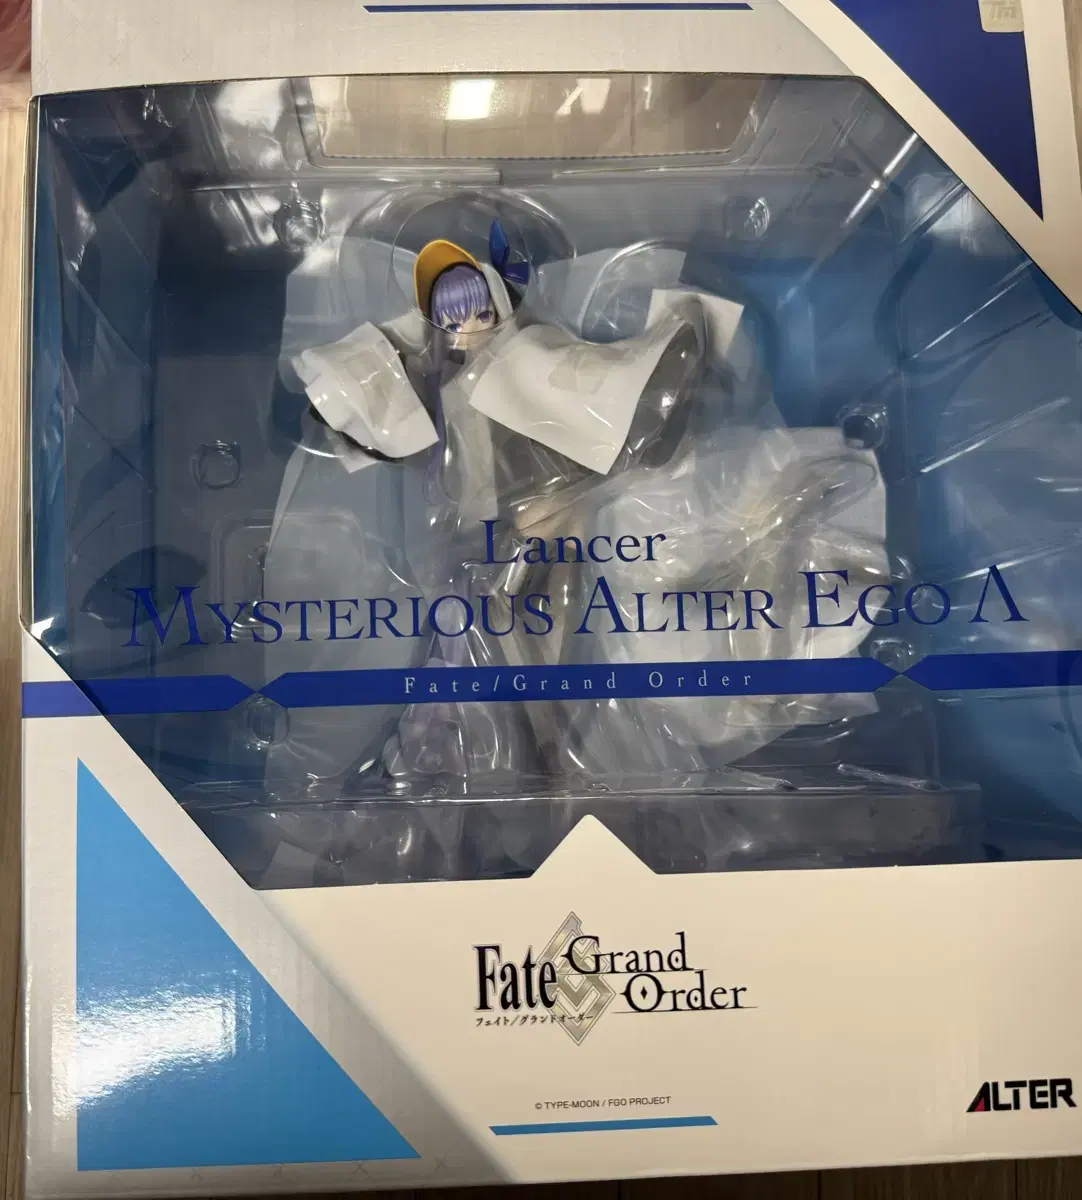 Lancer
MYSTERIOUS ALTER EGO Λ
Fate/Grand Order
Fate Grand Order
フェイト/グランドオーダー
© TYPE-MOON / FGO PROJECT
ALTER